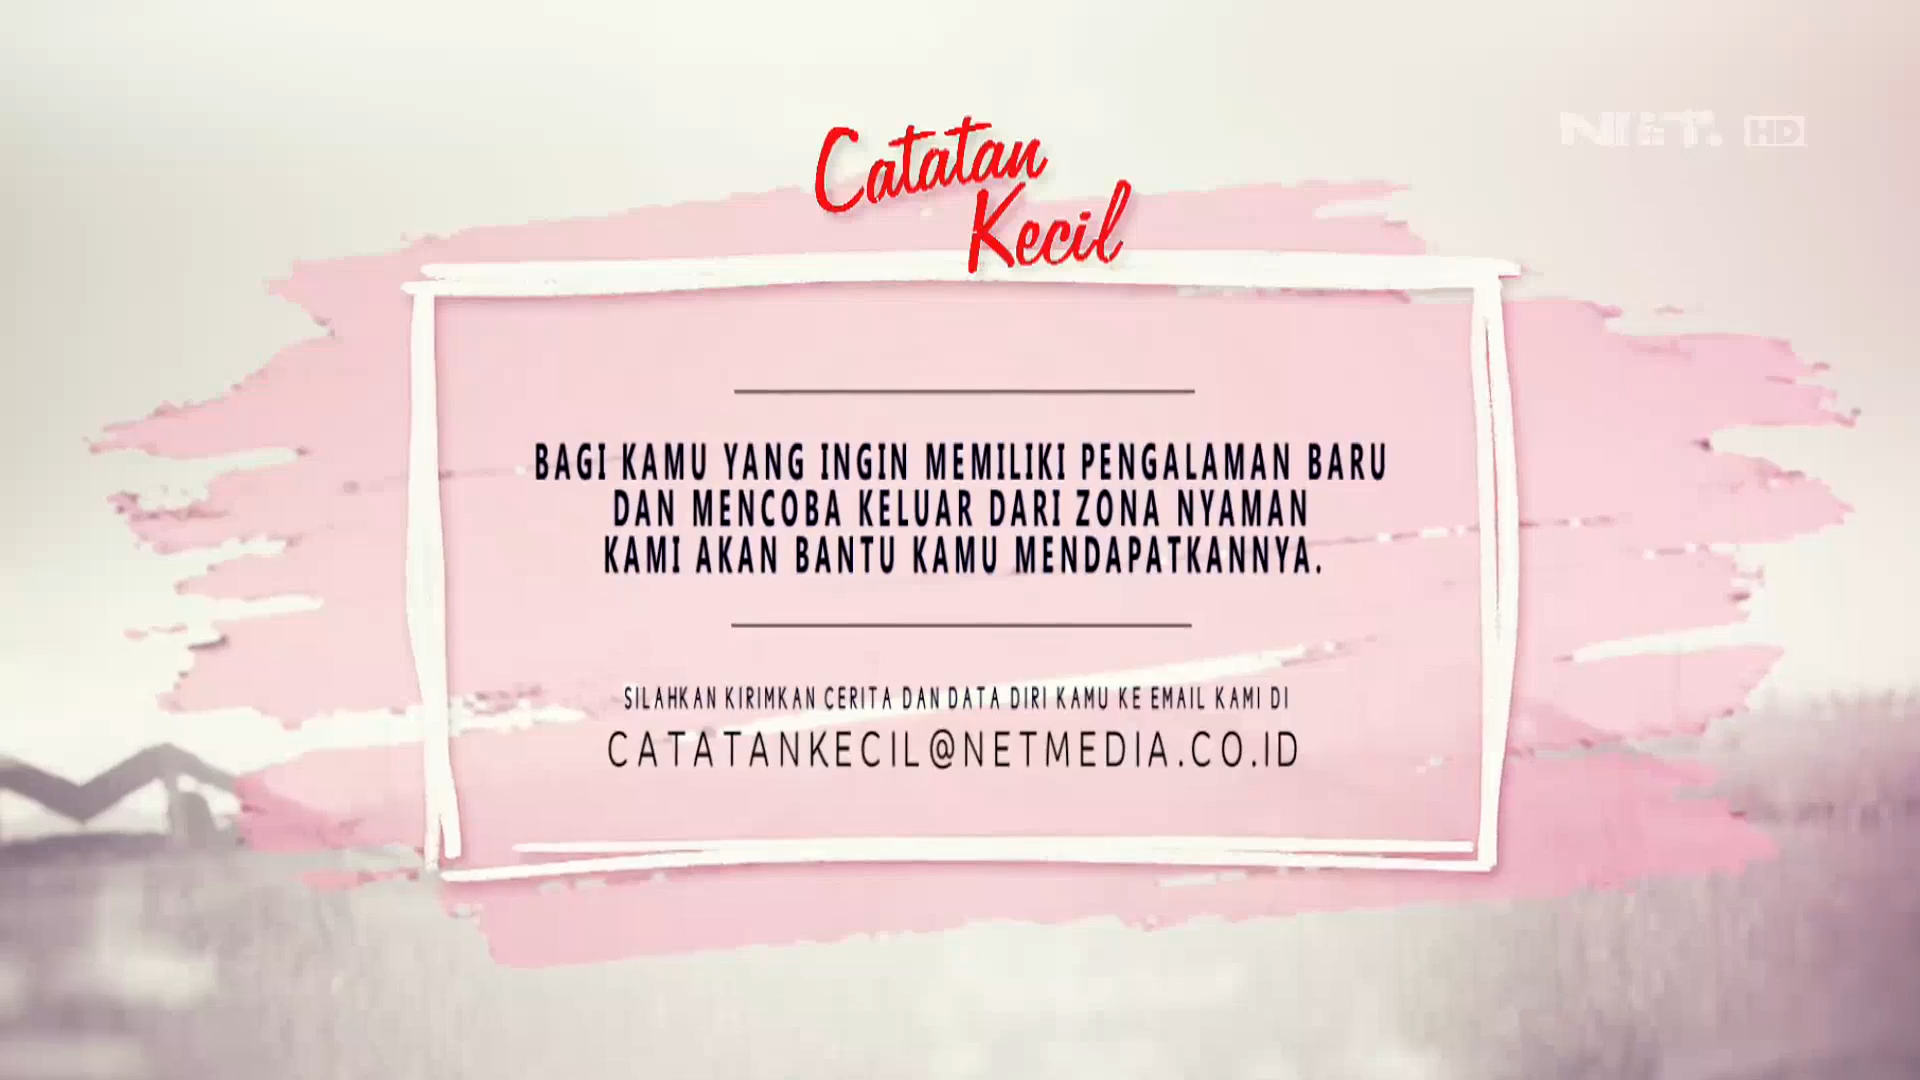 Catatan
Kecil
NET. HD
BAGI KAMU YANG INGIN MEMILIKI PENGALAMAN BARU
DAN MENCOBA KELUAR DARI ZONA NYAMAN
KAMI AKAN BANTU KAMU MENDAPATKANNYA.
SILAHKAN KIRIMKAN CERITA DAN DATA DIRI KAMU KE EMAIL KAMI DI
CATATANKECIL@NETMEDIA.CO.ID